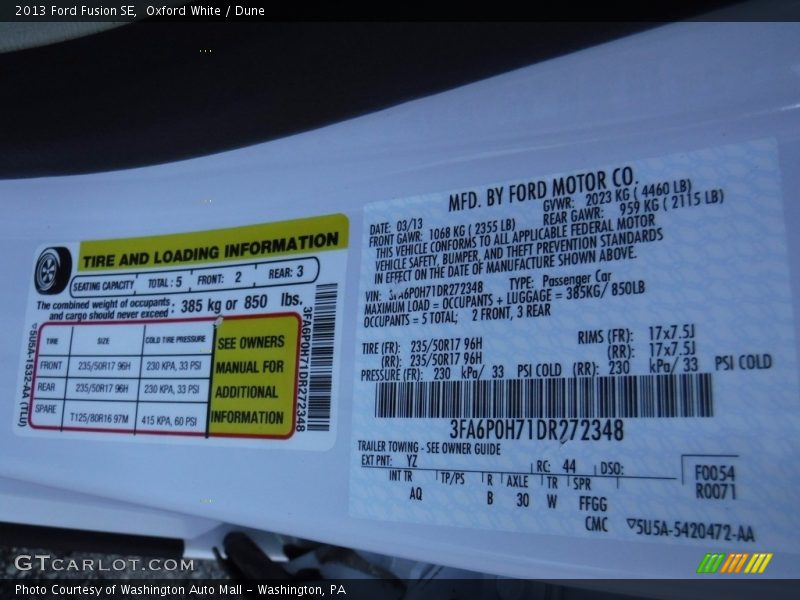 2013 Ford Fusion SE, Oxford White / Dune
TIRE AND LOADING INFORMATION
SEATING CAPACITY TOTAL : 5 FRONT: 2 REAR: 3
The combined weight of occupants
and cargo should never exceed : 385 kg or 850 lbs.
TIRE SIZE COLD TIRE PRESSURE
FRONT 235/50R17 96H 230 KPA, 33 PSI
REAR 235/50R17 96H 230 KPA, 33 PSI
SPARE T125/80R16 97M 415 KPA, 60 PSI
SEE OWNERS
MANUAL FOR
ADDITIONAL
INFORMATION
3FA6P0H71DR272348
▽5U5A-1532-AA (TLU)
MFD. BY FORD MOTOR CO.
DATE: 03/13 GVWR: 2023 KG ( 4460 LB)
FRONT GAWR: 1068 KG ( 2355 LB) REAR GAWR: 959 KG ( 2115 LB)
THIS VEHICLE CONFORMS TO ALL APPLICABLE FEDERAL MOTOR
VEHICLE SAFETY, BUMPER, AND THEFT PREVENTION STANDARDS
IN EFFECT ON THE DATE OF MANUFACTURE SHOWN ABOVE.
VIN: 3FA6P0H71DR272348 TYPE: Passenger Car
MAXIMUM LOAD = OCCUPANTS + LUGGAGE = 385KG/ 850LB
OCCUPANTS = 5 TOTAL; 2 FRONT, 3 REAR
TIRE (FR): 235/50R17 96H RIMS (FR): 17x7.5J
(RR): 235/50R17 96H (RR): 17x7.5J
PRESSURE (FR): 230 kPa/ 33 PSI COLD (RR): 230 kPa/ 33 PSI COLD
3FA6P0H71DR272348
TRAILER TOWING - SEE OWNER GUIDE
EXT PNT: YZ RC: 44 DSO:
INT TR TP/PS R AXLE TR SPR
AQ B 30 W FFGG
F0054
R0071
CMC ▽5U5A-5420472-AA
GTCARLOT.COM
Photo Courtesy of Washington Auto Mall - Washington, PA